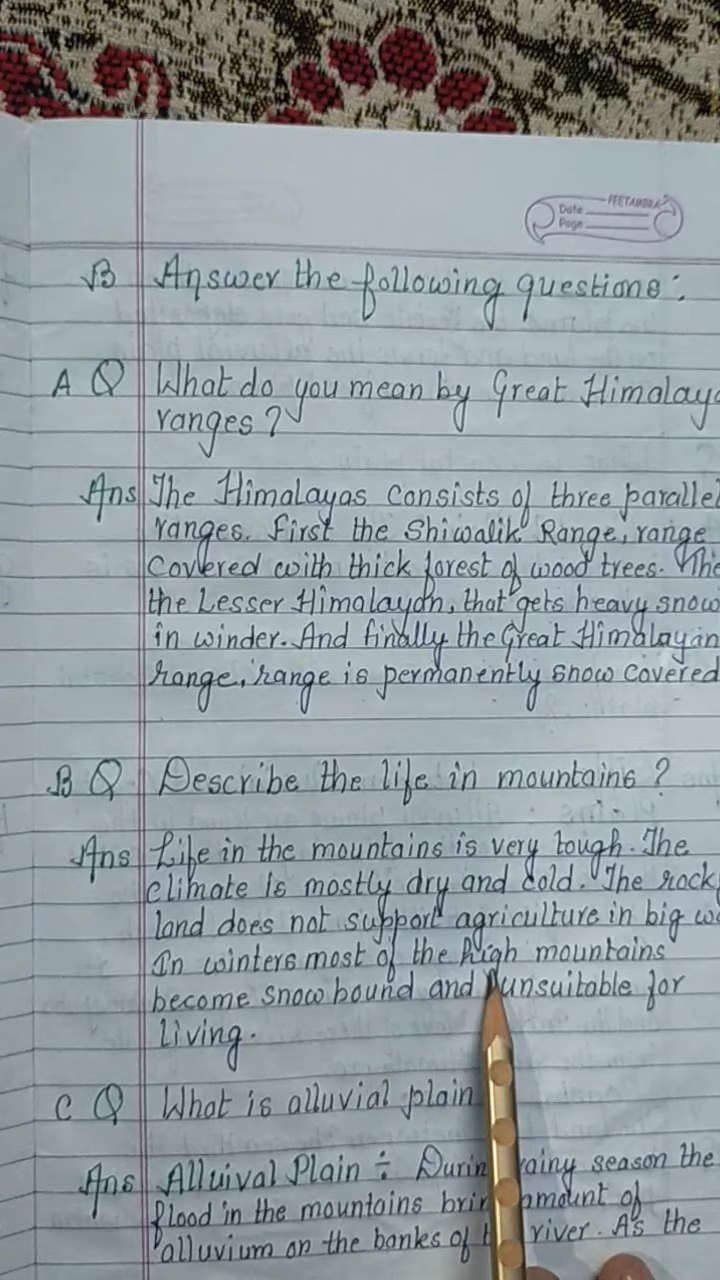 PEETAMBRA
Date
Page
B Answer the following questions:
A Q What do you mean by Great Himalaya
ranges?
Ans The Himalayas consists of three parallel
ranges. First the Shiwalik Range, range
covered with thick forest of wood trees. The
the Lesser Himalayan, that gets heavy snow
in winder. And finally the Great Himalayan
range, range is permanently snow covered
B Q Describe the life in mountains?
Ans Life in the mountains is very tough. The
climate is mostly dry and cold. The rock
land does not support agriculture in big
In winters most of the high mountains
become snow bound and unsuitable for
living.
C Q What is alluvial plain
Ans Alluival Plain ÷ Durin rainy season the
flood in the mountains brin amount of
alluvium on the banks of river. As the